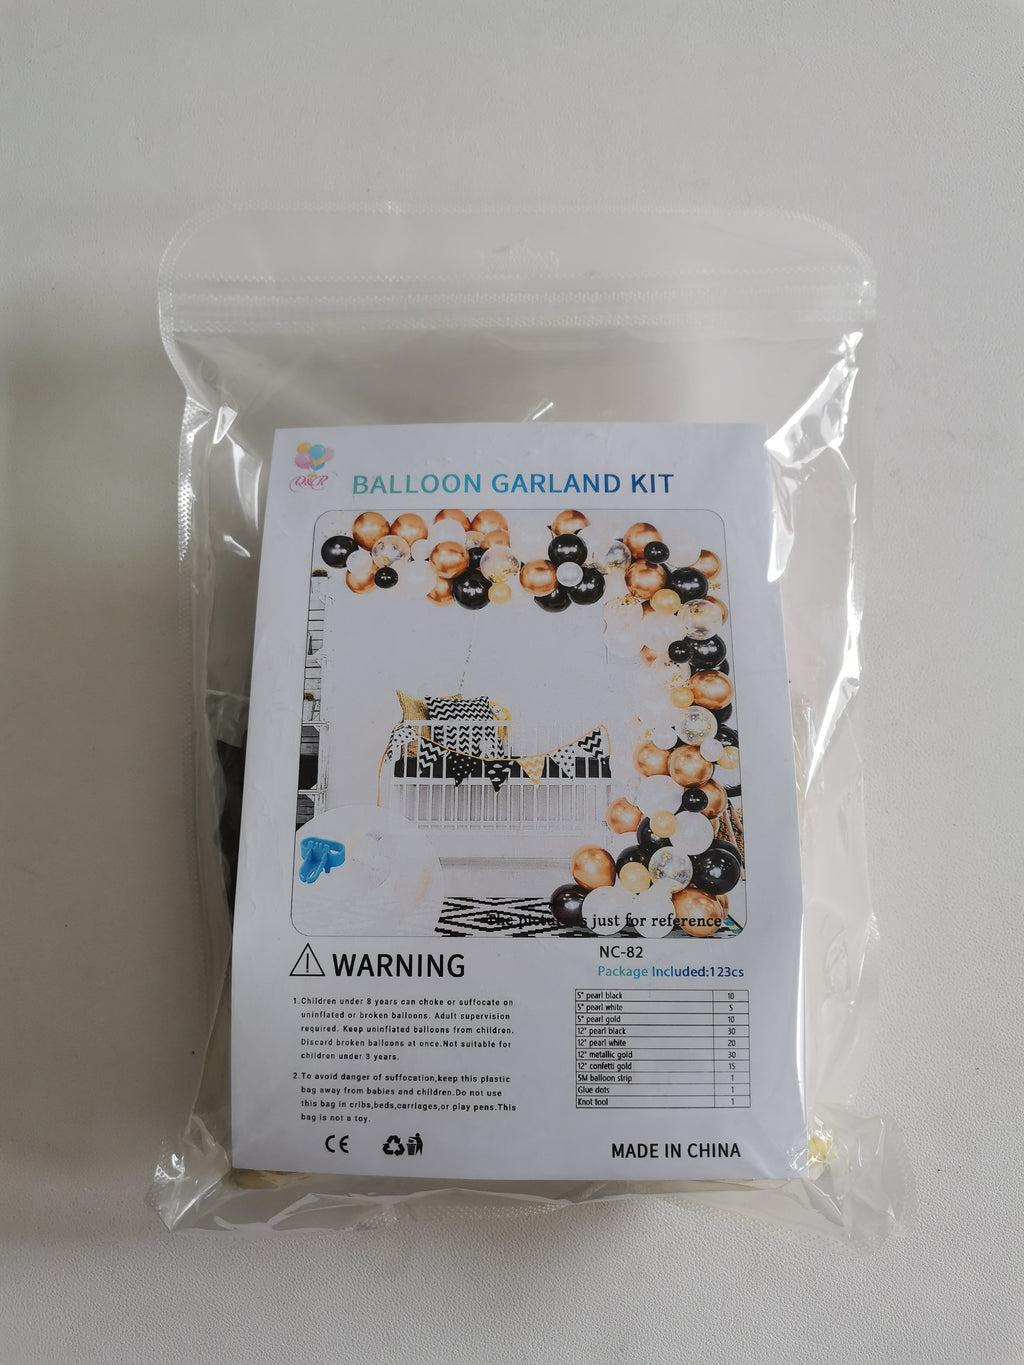 Q&R
BALLOON GARLAND KIT
The picture is just for reference
WARNING
1.Children under 8 years can choke or suffocate on
uninflated or broken balloons. Adult supervision
required. Keep uninflated balloons from children.
Discard broken balloons at once.Not suitable for
children under 3 years.
2.To avoid danger of suffocation,keep this plastic
bag away from babies and children.Do not use
this bag in cribs,beds,carriages,or play pens.This
bag is not a toy.
CE
NC-82
Package Included:123cs
5" pearl black 10
5" pearl white 5
5" pearl gold 10
12" pearl black 30
12" pearl white 20
12" metallic gold 30
12" confetti gold 15
5M balloon strip 1
Glue dots 1
Knot tool 1
MADE IN CHINA